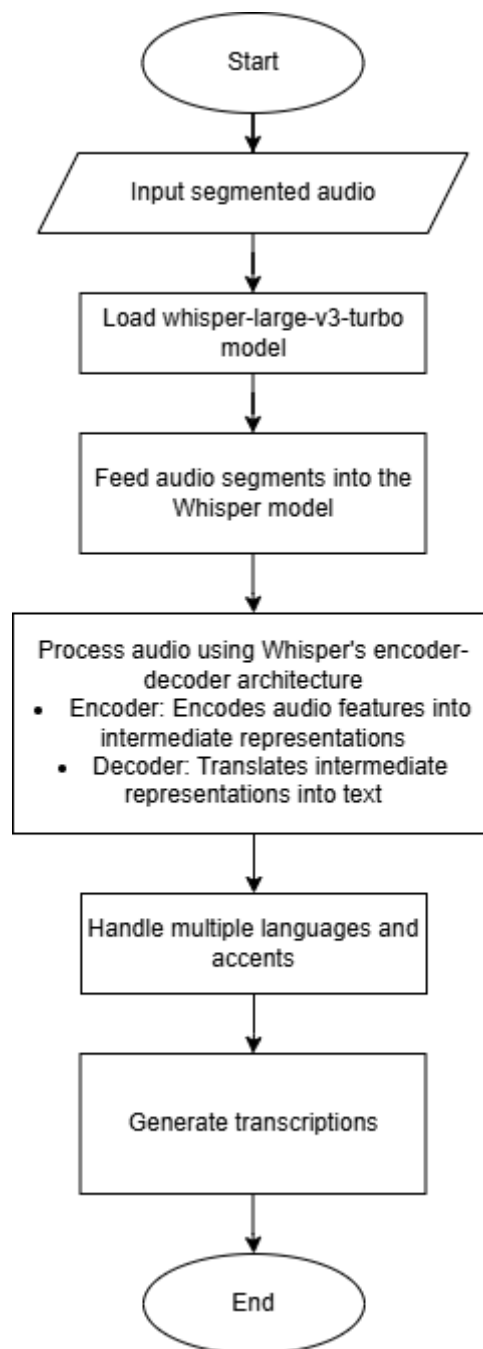 Start
Input segmented audio
Load whisper-large-v3-turbo
model
Feed audio segments into the
Whisper model
Process audio using Whisper's encoder-
decoder architecture
• Encoder: Encodes audio features into
intermediate representations
• Decoder: Translates intermediate
representations into text
Handle multiple languages and
accents
Generate transcriptions
End